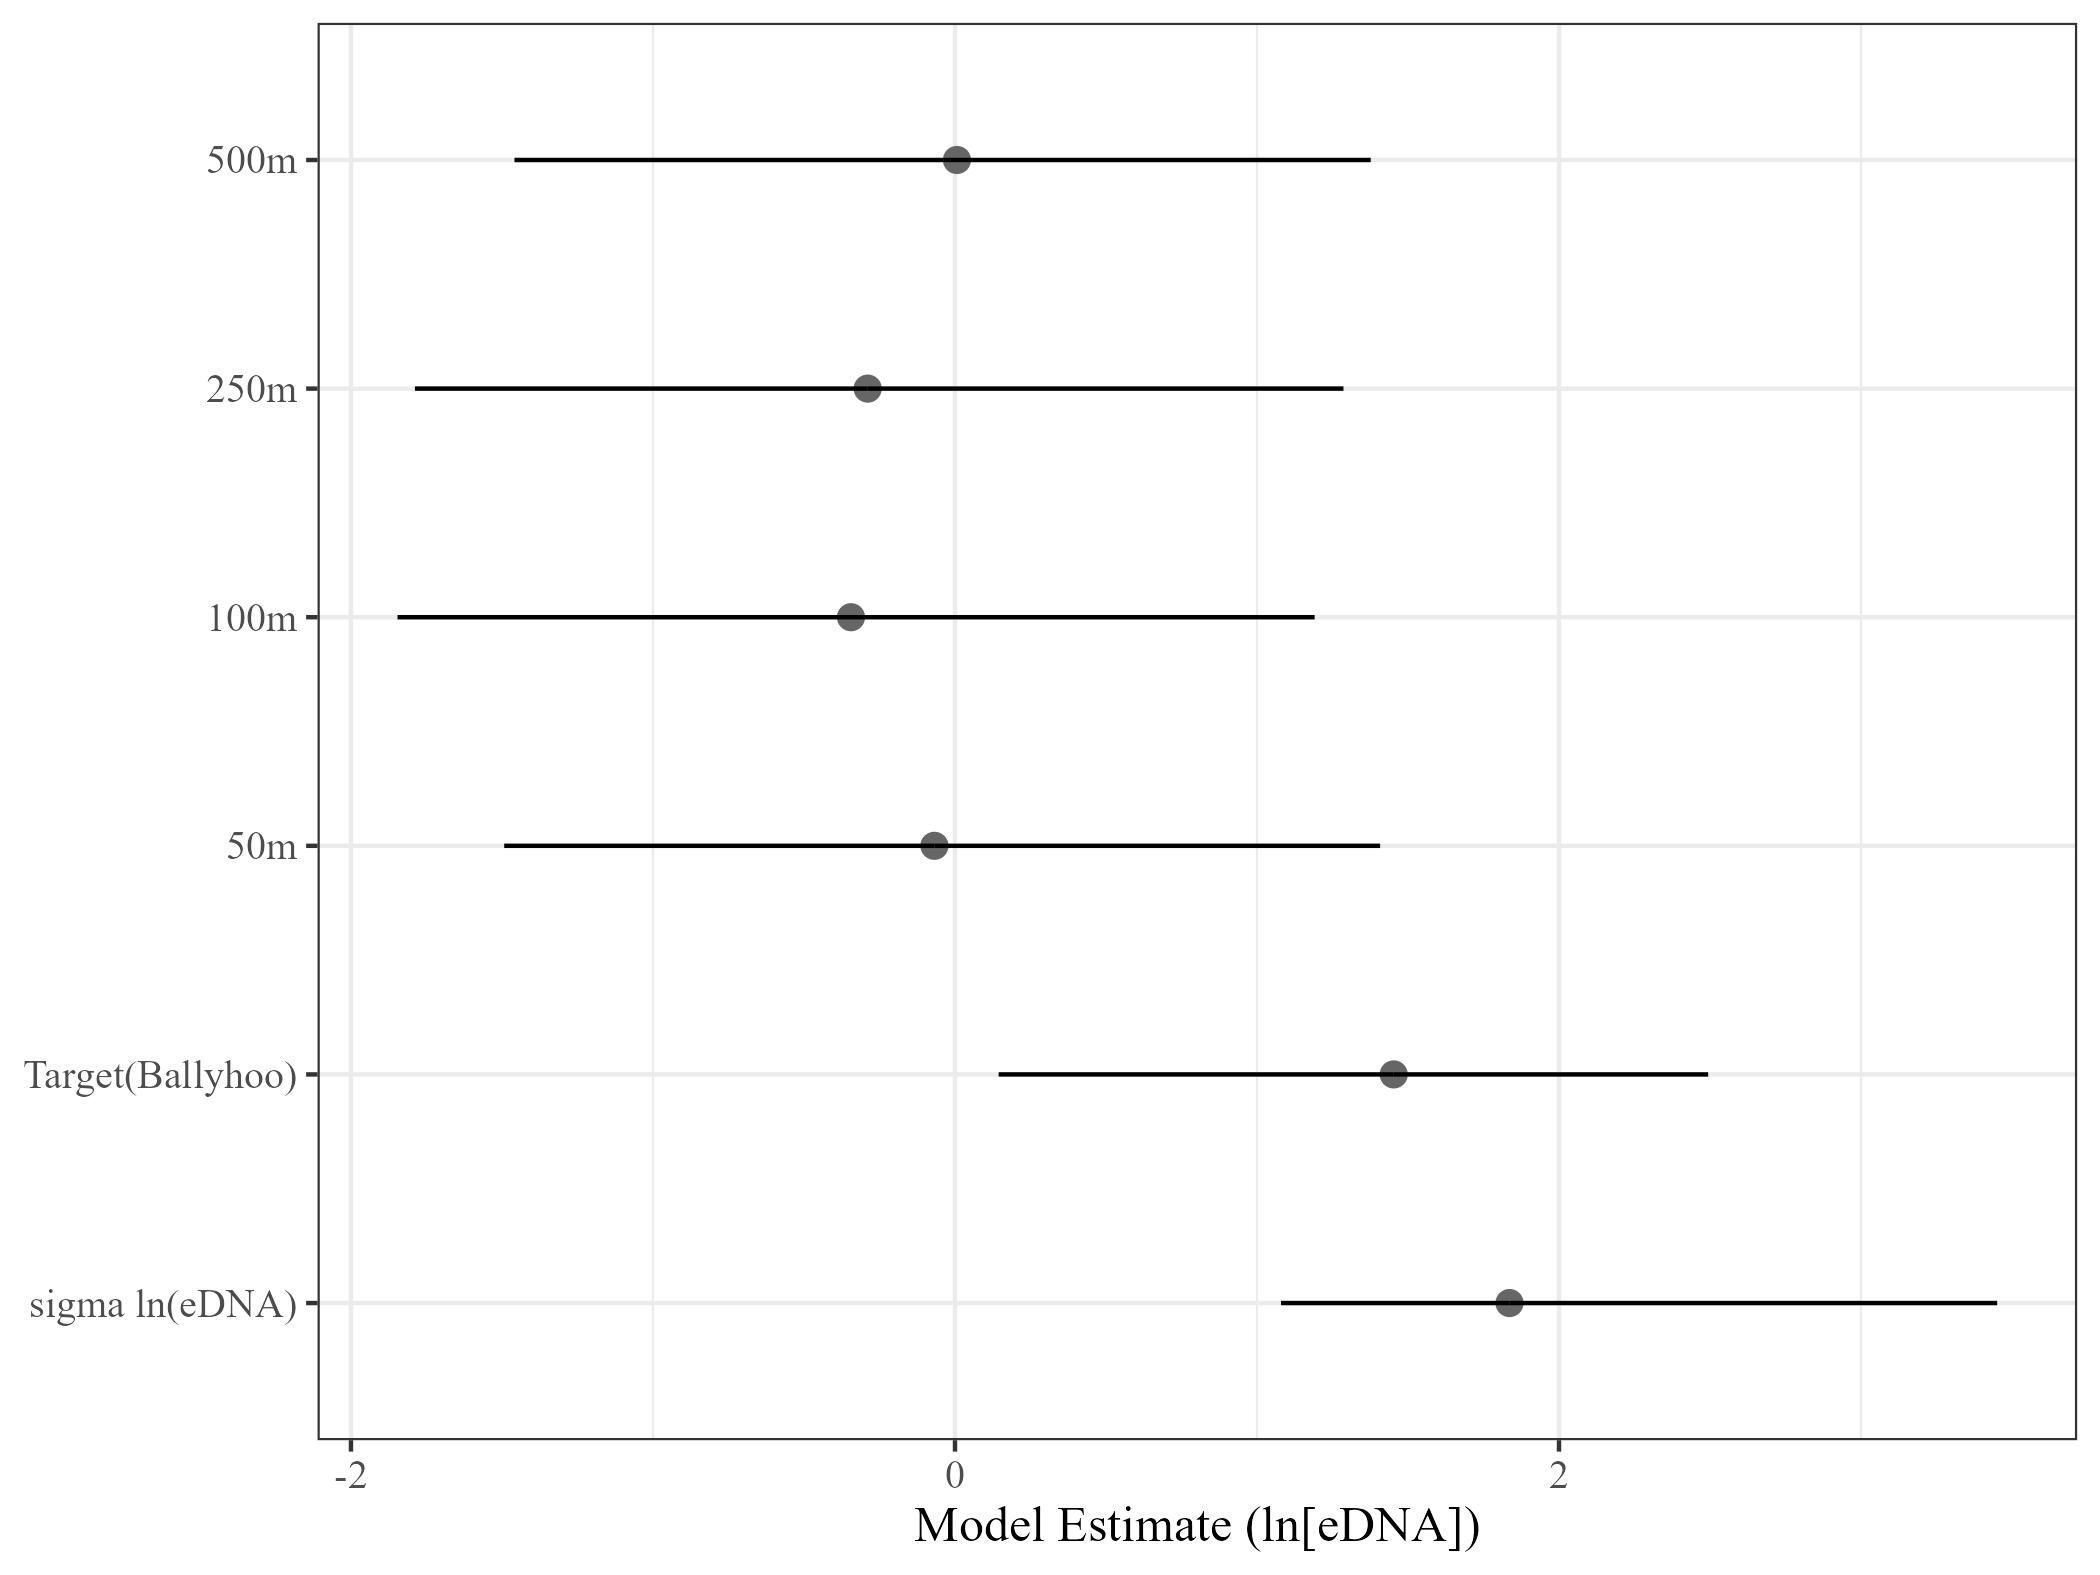 500m
250m
100m
50m
Target(Ballyhoo)
sigma ln(eDNA)
-2 0 2
Model Estimate (ln[eDNA])